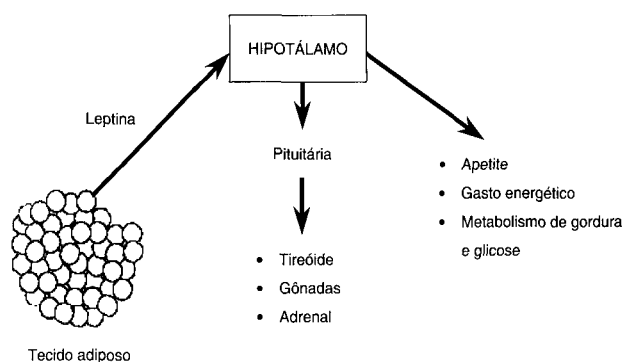 HIPOTÁLAMO
Leptina
Pituitária
• Apetite
• Gasto energético
• Metabolismo de gordura
e glicose
• Tireóide
• Gônadas
• Adrenal
Tecido adiposo